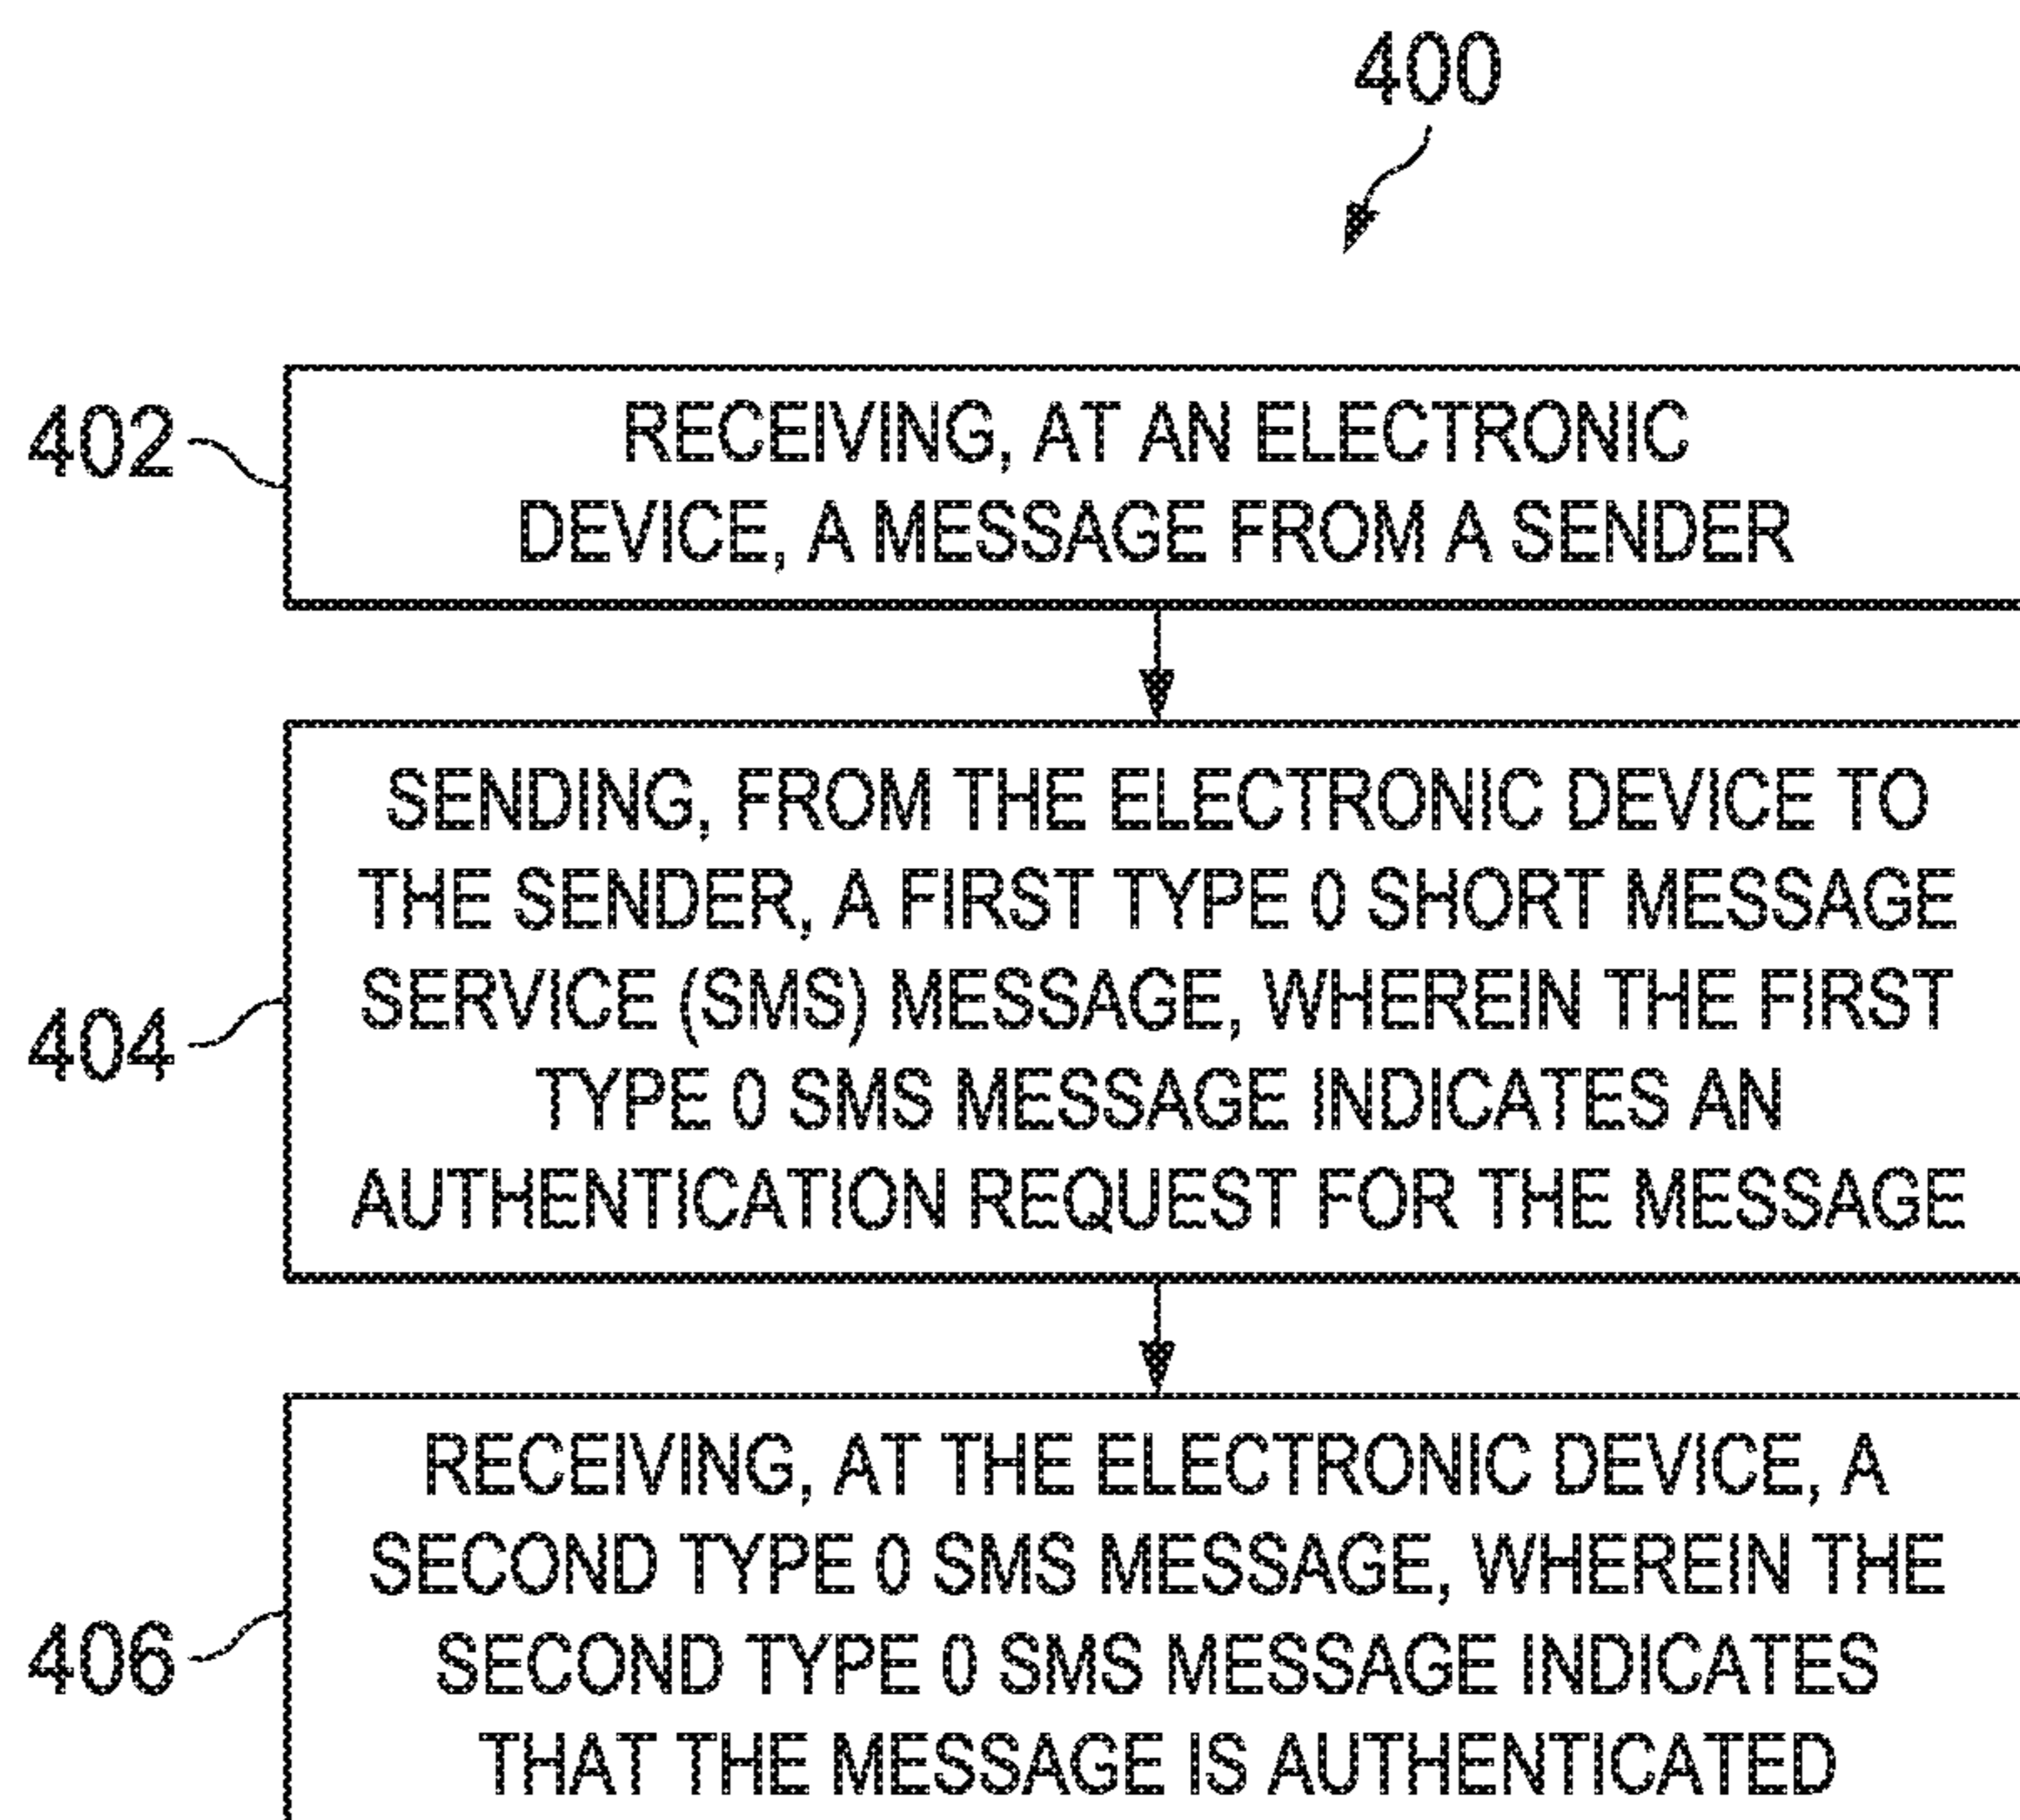 400
402
RECEIVING, AT AN ELECTRONIC
DEVICE, A MESSAGE FROM A SENDER
404
SENDING, FROM THE ELECTRONIC DEVICE TO
THE SENDER, A FIRST TYPE 0 SHORT MESSAGE
SERVICE (SMS) MESSAGE, WHEREIN THE FIRST
TYPE 0 SMS MESSAGE INDICATES AN
AUTHENTICATION REQUEST FOR THE MESSAGE
406
RECEIVING, AT THE ELECTRONIC DEVICE, A
SECOND TYPE 0 SMS MESSAGE, WHEREIN THE
SECOND TYPE 0 SMS MESSAGE INDICATES
THAT THE MESSAGE IS AUTHENTICATED